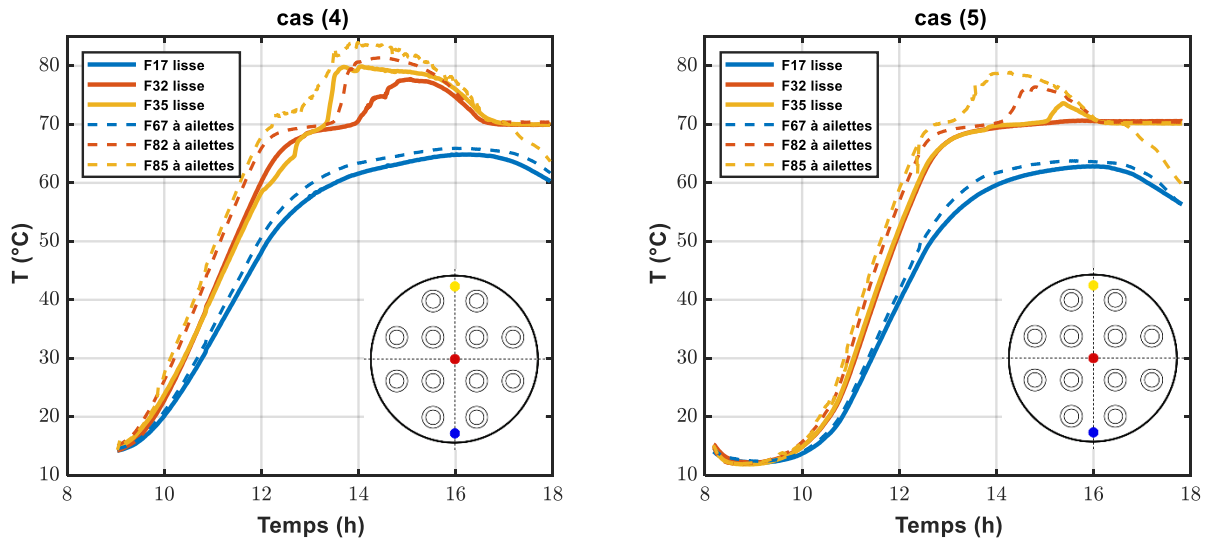 cas (4)
F17 lisse
F32 lisse
F35 lisse
F67 à ailettes
F82 à ailettes
F85 à ailettes
80
70
60
50
40
30
20
10
T (°C)
8
10
12
14
16
18
Temps (h)
cas (5)
F17 lisse
F32 lisse
F35 lisse
F67 à ailettes
F82 à ailettes
F85 à ailettes
80
70
60
50
40
30
20
10
T (°C)
8
10
12
14
16
18
Temps (h)